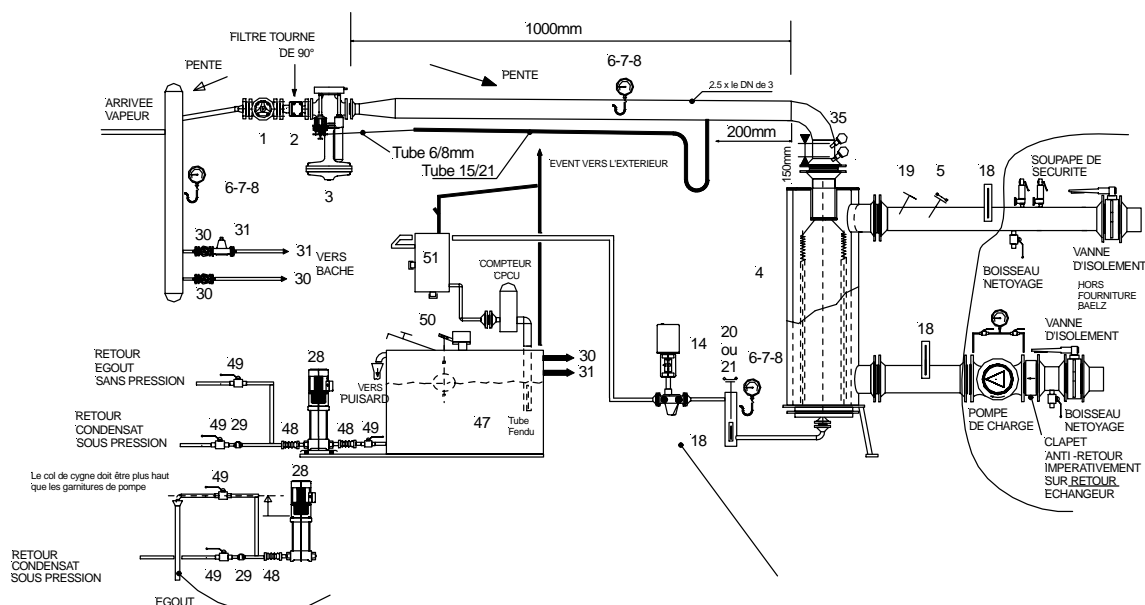 1000mm
FILTRE TOURNE
DE 90°
6-7-8
PENTE
PENTE
2.5 x le DN de 3
ARRIVEE
VAPEUR
35
200mm
1
2
Tube 6/8mm
EVENT VERS L'EXTERIEUR
150mm
SOUPAPE DE
SECURITE
Tube 15/21
19
5
18
6-7-8
3
30
31
31
VERS
BACHE
51
COMPTEUR
CPCU
4
BOISSEAU
NETOYAGE
VANNE
D'ISOLEMENT
30
30
HORS
FOURNITURE
BAELZ
50
14
20
ou
21
6-7-8
18
VANNE
D'ISOLEMENT
RETOUR
EGOUT
SANS PRESSION
49
28
VERS
PUISARD
30
31
RETOUR
CONDENSAT
SOUS PRESSION
49
29
48
48
49
47
Tube
Fendu
18
POMPE
DE CHARGE
BOISSEAU
NETOYAGE
CLAPET
ANTI -RETOUR
IMPERATIVEMENT
SUR RETOUR
ECHANGEUR
Le col de cygne doit être plus haut
que les garnitures de pompe
49
28
RETOUR
CONDENSAT
SOUS PRESSION
49
29
48
EGOUT